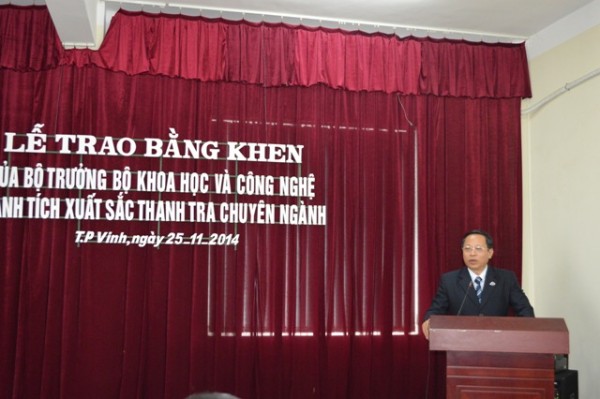 LỄ TRAO BẰNG KHEN
ỦA BỘ TRƯỞNG BỘ KHOA HỌC VÀ CÔNG NGHỆ
ÀNH TÍCH XUẤT SẮC THANH TRA CHUYÊN NGÀNH
T.P Vinh, ngày 25-11-2014